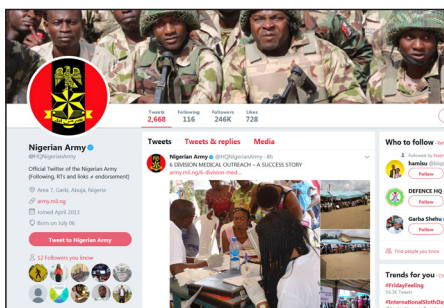 Tweets Following Followers Likes
2,668 116 246K 728
Nigerian Army
@HQNigerianArmy
Official Twitter of the Nigerian Army
(Following, RTs and links ≠ endorsement)
Area 7, Garki, Abuja, Nigeria
army.mil.ng
Joined April 2013
Born on July 06
Tweet to Nigerian Army
52 Followers you know
Tweets Tweets & replies Media
Nigerian Army @HQNigerianArmy · 8h
6 DIVISION MEDICAL OUTREACH – A SUCCESS STORY
army.mil.ng/6-division-med...
Who to follow
hamisu
Follow
DEFENCE HQ
Follow
Garba Shehu
Follow
Find people you know
Trends for you
#FridayFeeling
#InternationalSlothDa